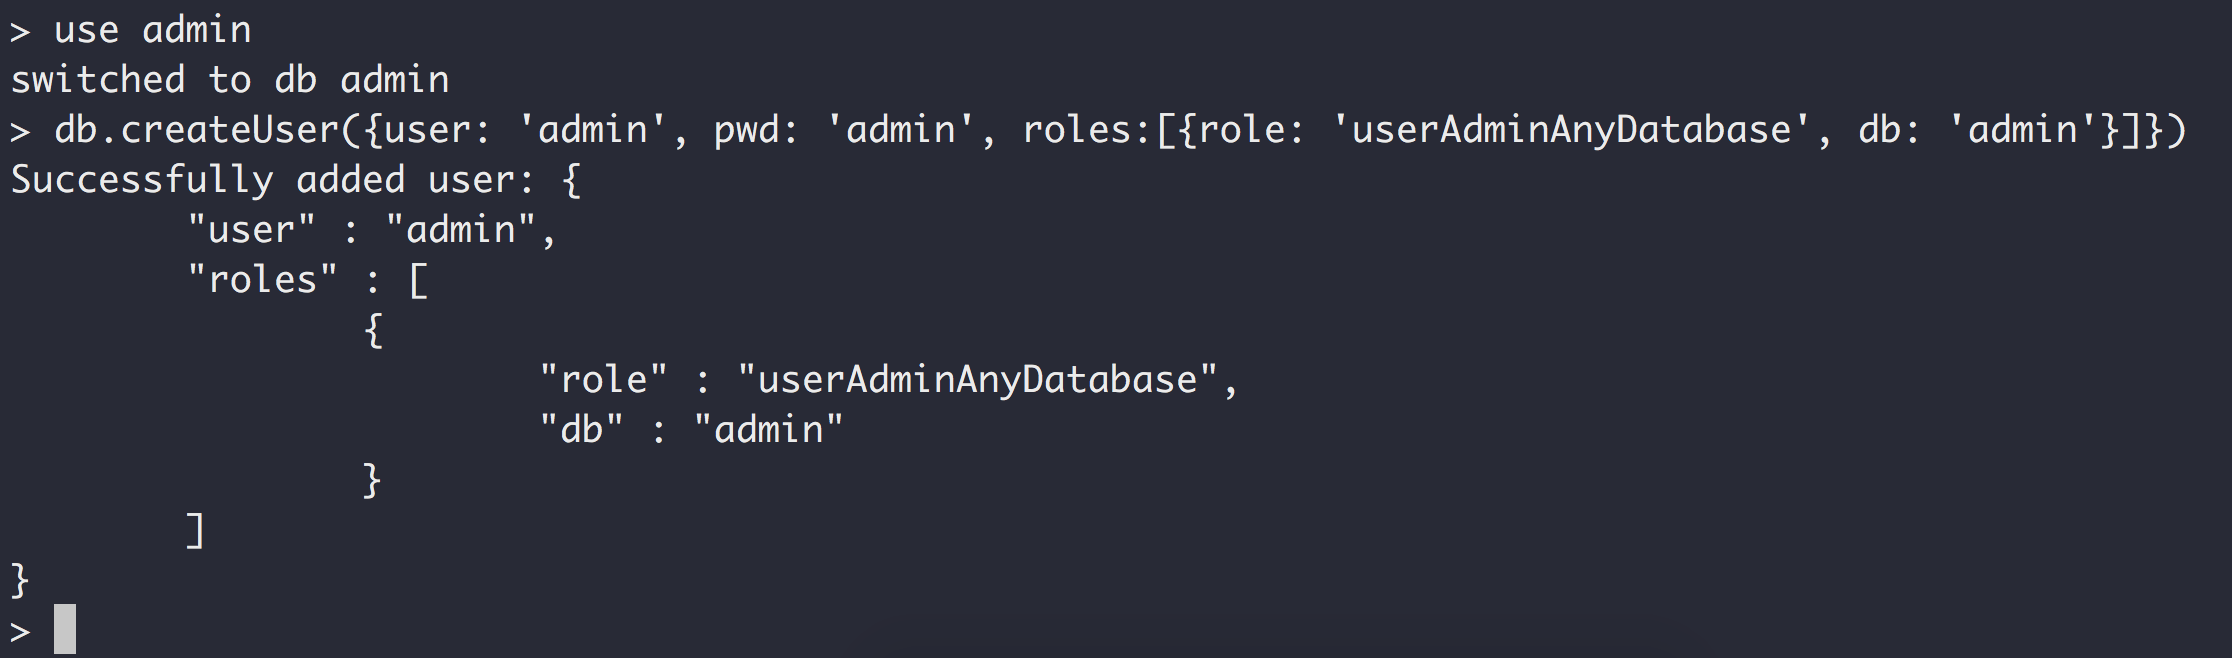 > use admin
switched to db admin
> db.createUser({user: 'admin', pwd: 'admin', roles:[{role: 'userAdminAnyDatabase', db: 'admin'}]})
Successfully added user: {
        "user" : "admin",
        "roles" : [
                {
                        "role" : "userAdminAnyDatabase",
                        "db" : "admin"
                }
        ]
}
>